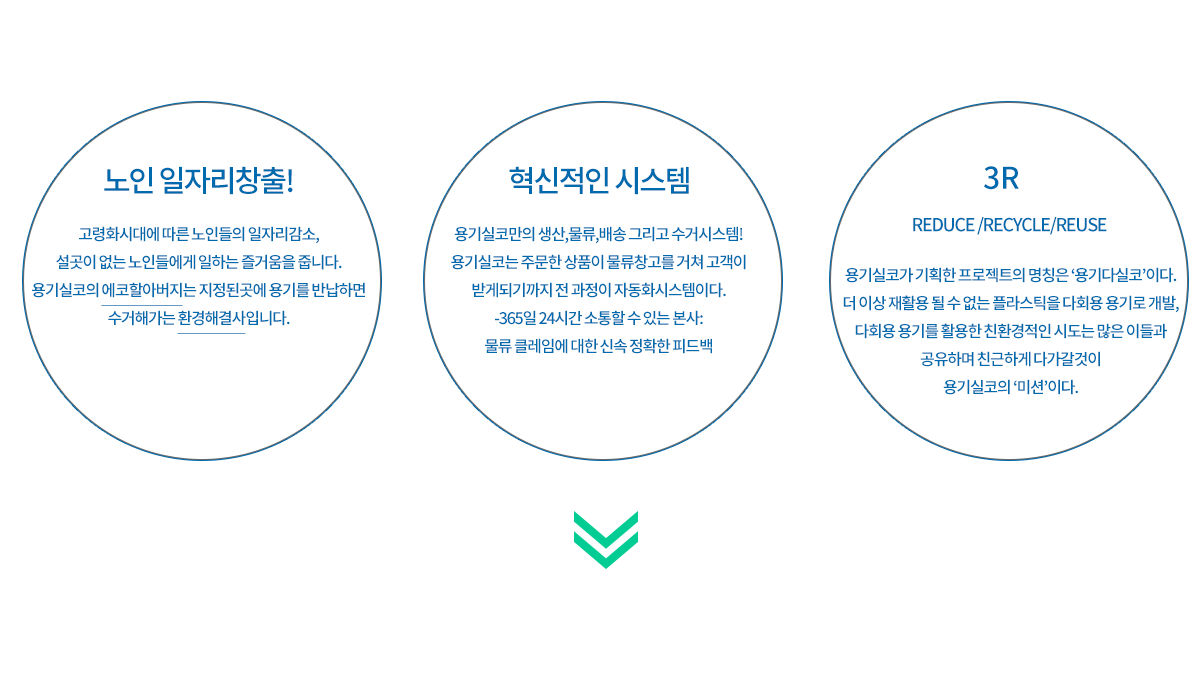 노인 일자리창출!
고령화시대에 따른 노인들의 일자리감소,
설곳이 없는 노인들에게 일하는 즐거움을 줍니다.
용기실코의 에코할아버지는 지정된곳에 용기를 반납하면
수거해가는 환경해결사입니다.
혁신적인 시스템
용기실코만의 생산,물류,배송 그리고 수거시스템!
용기실코는 주문한 상품이 물류창고를 거쳐 고객이
받게되기까지 전 과정이 자동화시스템이다.
-365일 24시간 소통할 수 있는 본사:
물류 클레임에 대한 신속 정확한 피드백
3R
REDUCE /RECYCLE/REUSE
용기실코가 기획한 프로젝트의 명칭은 ‘용기다실코’이다.
더 이상 재활용 될 수 없는 플라스틱을 다회용 용기로 개발,
다회용 용기를 활용한 친환경적인 시도는 많은 이들과
공유하며 친근하게 다가갈것이
용기실코의 ‘미션’이다.